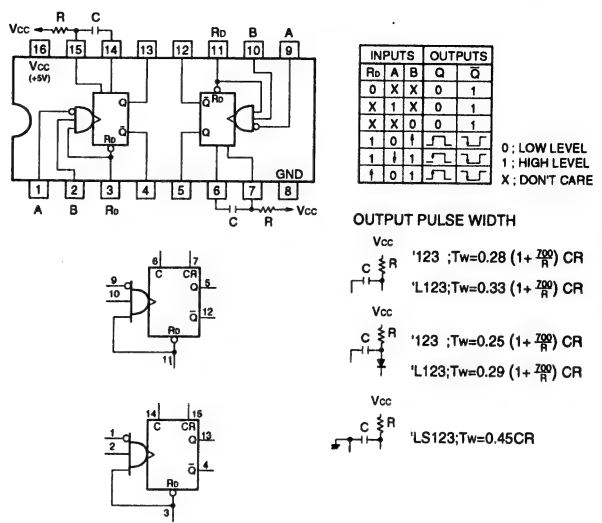 Vcc R C RD B A
16 15 14 13 12 11 10 9
Vcc
(+5V)
Q Q̄
Q̄ Q
RD RD
GND
1 2 3 4 5 6 7 8
A B RD C R Vcc
INPUTS OUTPUTS
RD A B Q Q̄
0 X X 0 1
X 1 X 0 1
X X 0 0 1
1 0 ↑
1 ↓ 1
↑ 0 1
0 ; LOW LEVEL
1 ; HIGH LEVEL
X ; DON'T CARE
OUTPUT PULSE WIDTH
Vcc
C R
'123 ;Tw=0.28 (1+ 700/R) CR
'L123;Tw=0.33 (1+ 700/R) CR
Vcc
C R
'123 ;Tw=0.25 (1+ 700/R) CR
'L123;Tw=0.29 (1+ 700/R) CR
Vcc
C R
'LS123;Tw=0.45CR
6 7
C CR
9
10
Q 5
Q̄ 12
RD
11
14 15
C CR
1
2
Q 13
Q̄ 4
RD
3